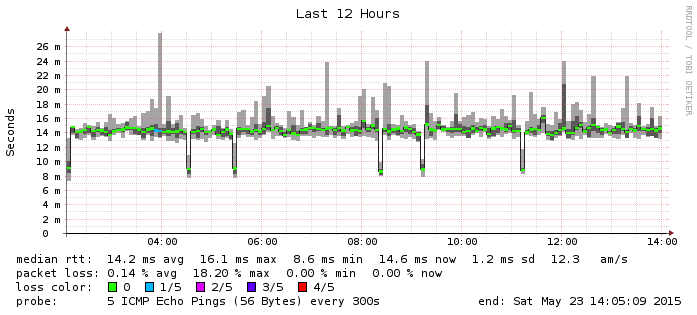 Last 12 Hours
RRDTOOL / TOBI OETIKER
Seconds
26 m
24 m
22 m
20 m
18 m
16 m
14 m
12 m
10 m
8 m
6 m
4 m
2 m
0
04:00 06:00 08:00 10:00 12:00 14:00
median rtt: 14.2 ms avg 16.1 ms max 8.6 ms min 14.6 ms now 1.2 ms sd 12.3 am/s
packet loss: 0.14 % avg 18.20 % max 0.00 % min 0.00 % now
loss color: 0 1/5 2/5 3/5 4/5
probe: 5 ICMP Echo Pings (56 Bytes) every 300s end: Sat May 23 14:05:09 2015